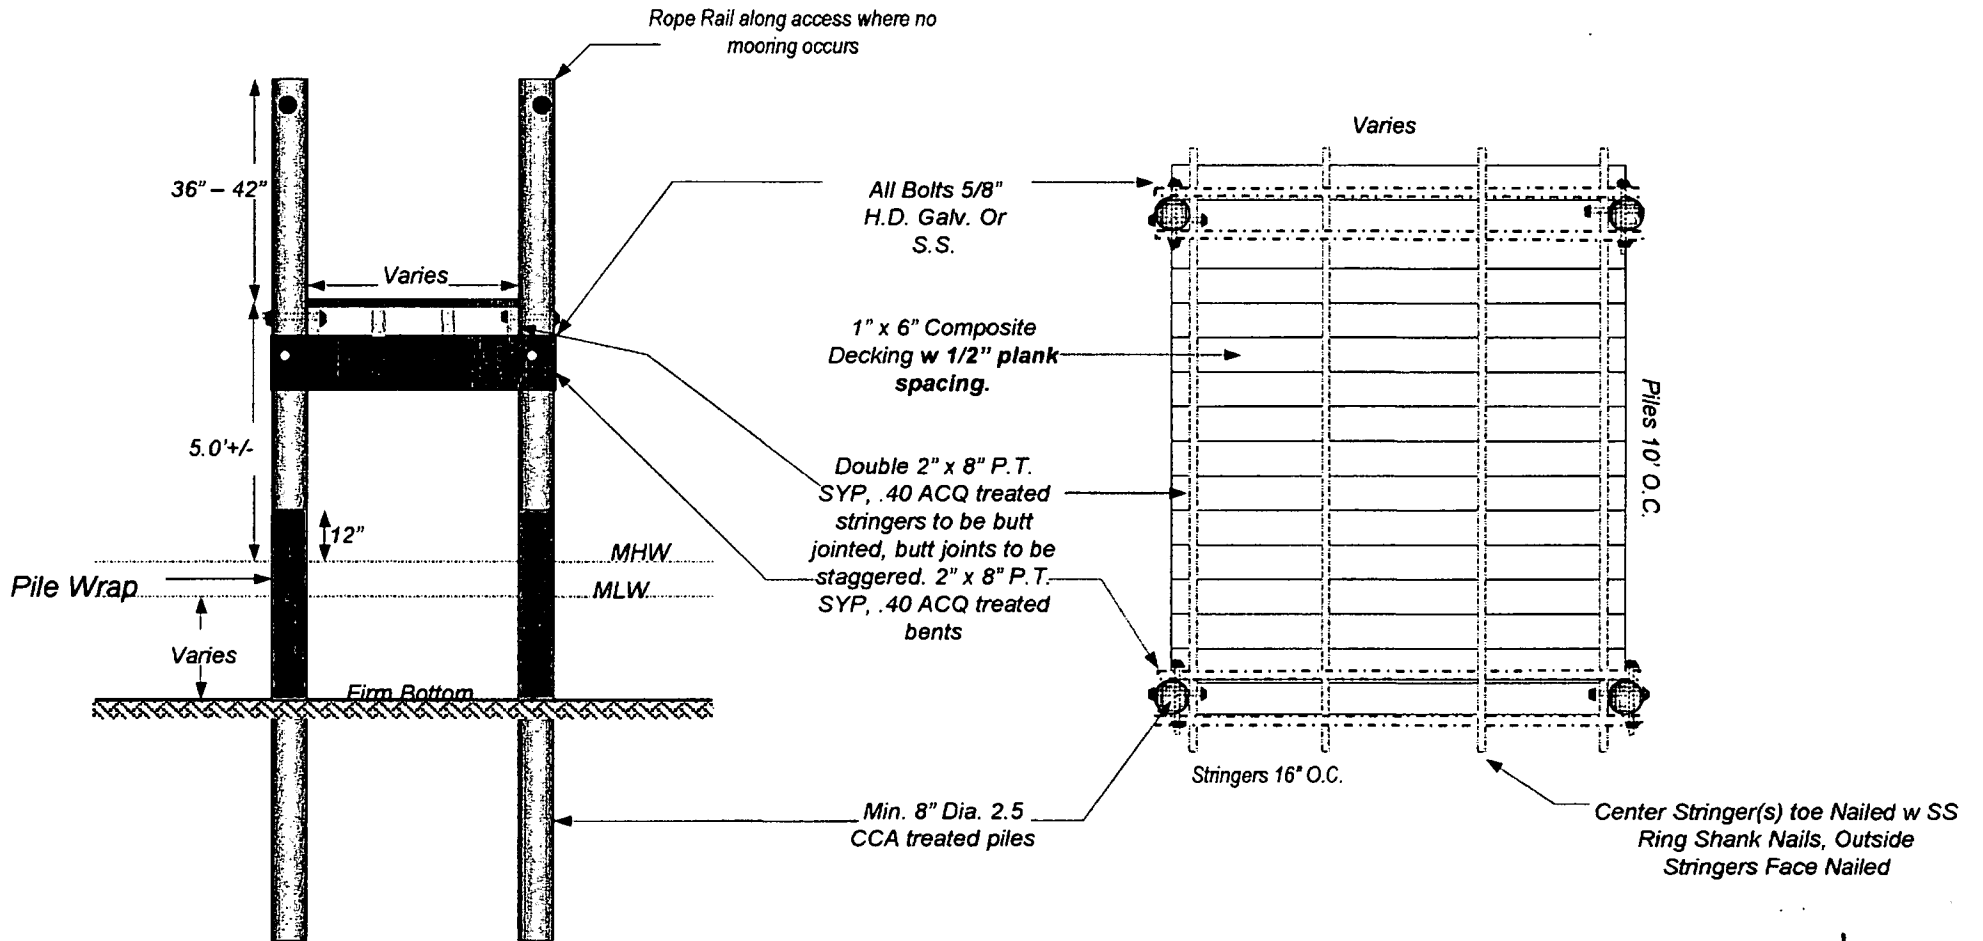 Rope Rail along access where no
mooring occurs
36" – 42"
Varies
5.0'+/-
12"
MHW
Pile Wrap
MLW
Varies
Firm Bottom
All Bolts 5/8"
H.D. Galv. Or
S.S.
1" x 6" Composite
Decking w 1/2" plank
spacing.
Double 2" x 8" P.T.
SYP, .40 ACQ treated
stringers to be butt
jointed, butt joints to be
staggered. 2" x 8" P.T.
SYP, .40 ACQ treated
bents
Min. 8" Dia. 2.5
CCA treated piles
Varies
Piles 10' O.C.
Stringers 16" O.C.
Center Stringer(s) toe Nailed w SS
Ring Shank Nails, Outside
Stringers Face Nailed